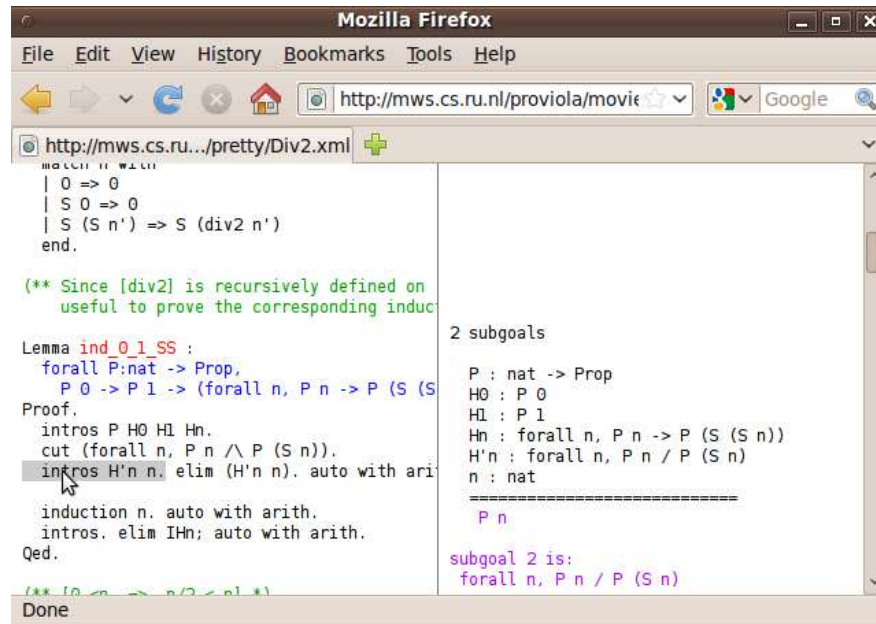 Mozilla Firefox
File Edit View History Bookmarks Tools Help
http://mws.cs.ru.nl/proviola/movie Google
http://mws.cs.ru.../pretty/Div2.xml
match n with
| O => 0
| S O => 0
| S (S n') => S (div2 n')
end.
(** Since [div2] is recursively defined on
useful to prove the corresponding induc
Lemma ind_0_1_SS :
forall P:nat -> Prop,
P 0 -> P 1 -> (forall n, P n -> P (S (S
Proof.
intros P H0 H1 Hn.
cut (forall n, P n /\ P (S n)).
intros H'n n. elim (H'n n). auto with ari
induction n. auto with arith.
intros. elim IHn; auto with arith.
Qed.
(** [0 <n -> n/2 < n] *)
2 subgoals
P : nat -> Prop
H0 : P 0
H1 : P 1
Hn : forall n, P n -> P (S (S n))
H'n : forall n, P n / P (S n)
n : nat
============================
P n
subgoal 2 is:
forall n, P n / P (S n)
Done